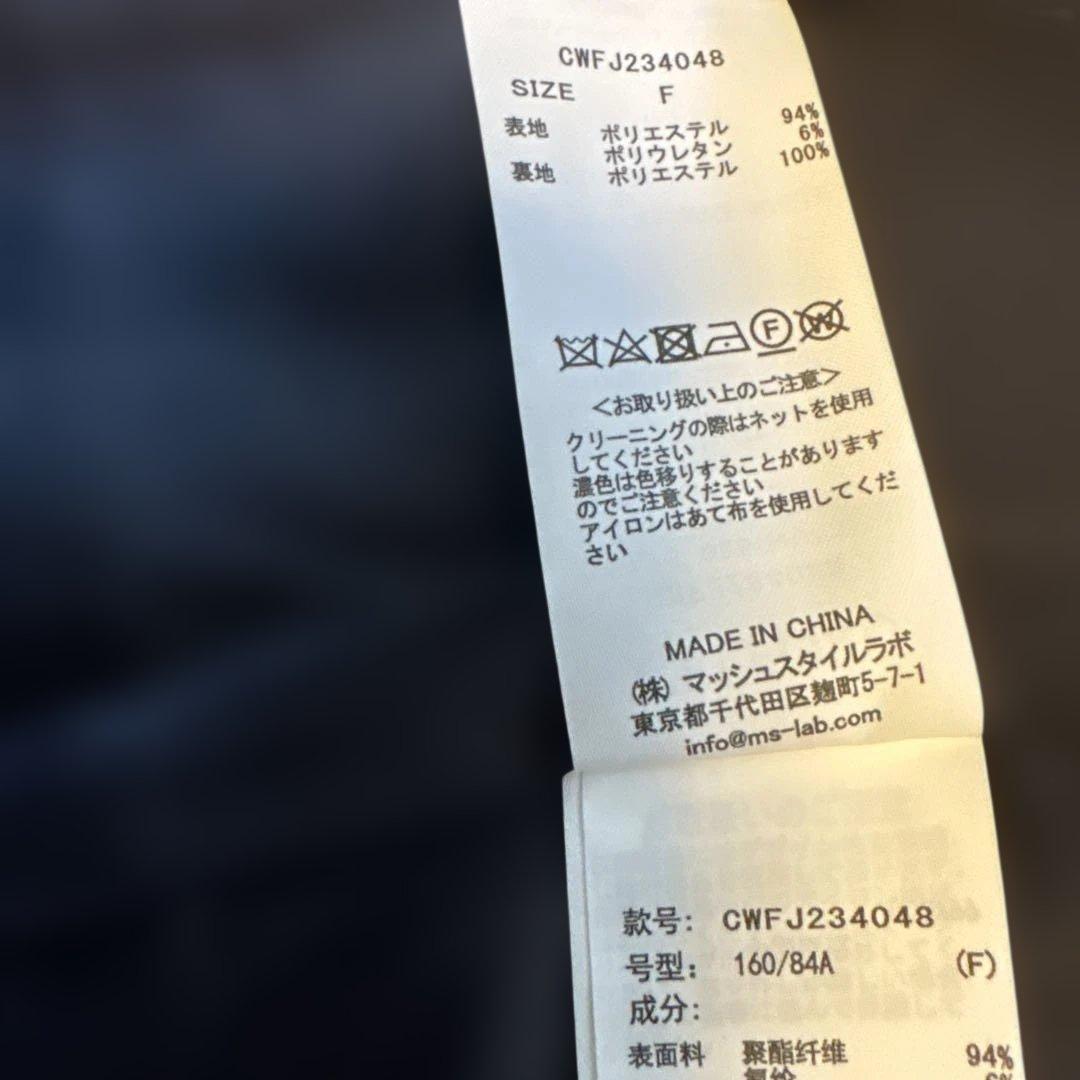 CWFJ234048
SIZE F
表地 ポリエステル 94%
ポリウレタン 6%
裏地 ポリエステル 100%
F
W
＜お取り扱い上のご注意＞
クリーニングの際はネットを使用
してください
濃色は色移りすることがあります
のでご注意ください
アイロンはあて布を使用してくだ
さい
MADE IN CHINA
(株) マッシュスタイルラボ
東京都千代田区麹町5-7-1
info@ms-lab.com
款号: CWFJ234048
号型: 160/84A (F)
成分:
表面料 聚酯纤维 94%